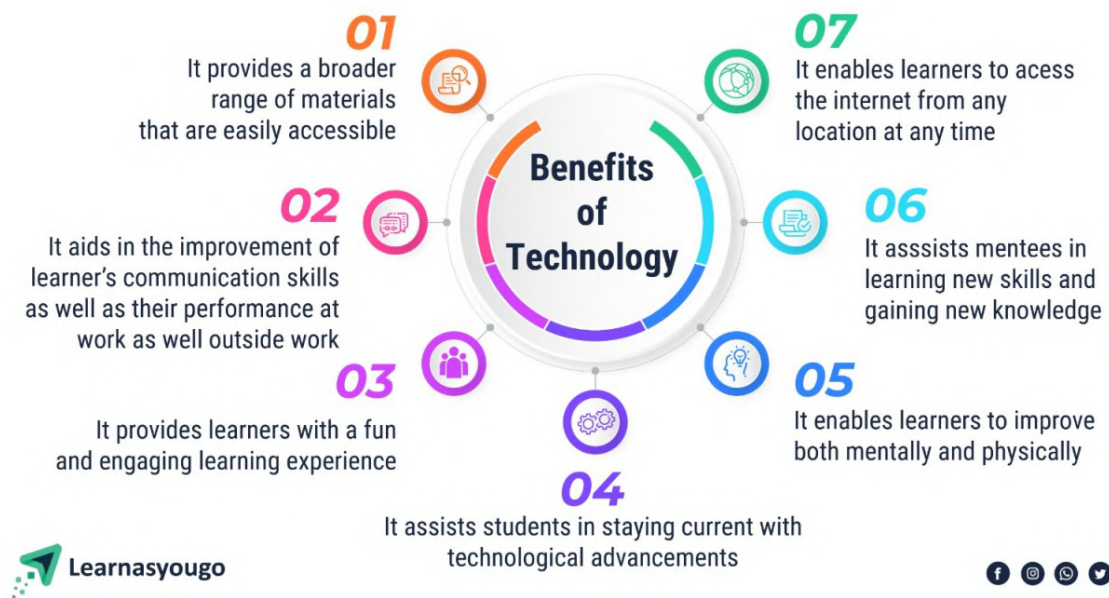 Benefits
of
Technology
01
It provides a broader
range of materials
that are easily accessible
02
It aids in the improvement of
learner's communication skills
as well as their performance at
work as well outside work
03
It provides learners with a fun
and engaging learning experience
04
It assists students in staying current with
technological advancements
05
It enables learners to improve
both mentally and physically
06
It asssists mentees in
learning new skills and
gaining new knowledge
07
It enables learners to acess
the internet from any
location at any time
Learnasyougo